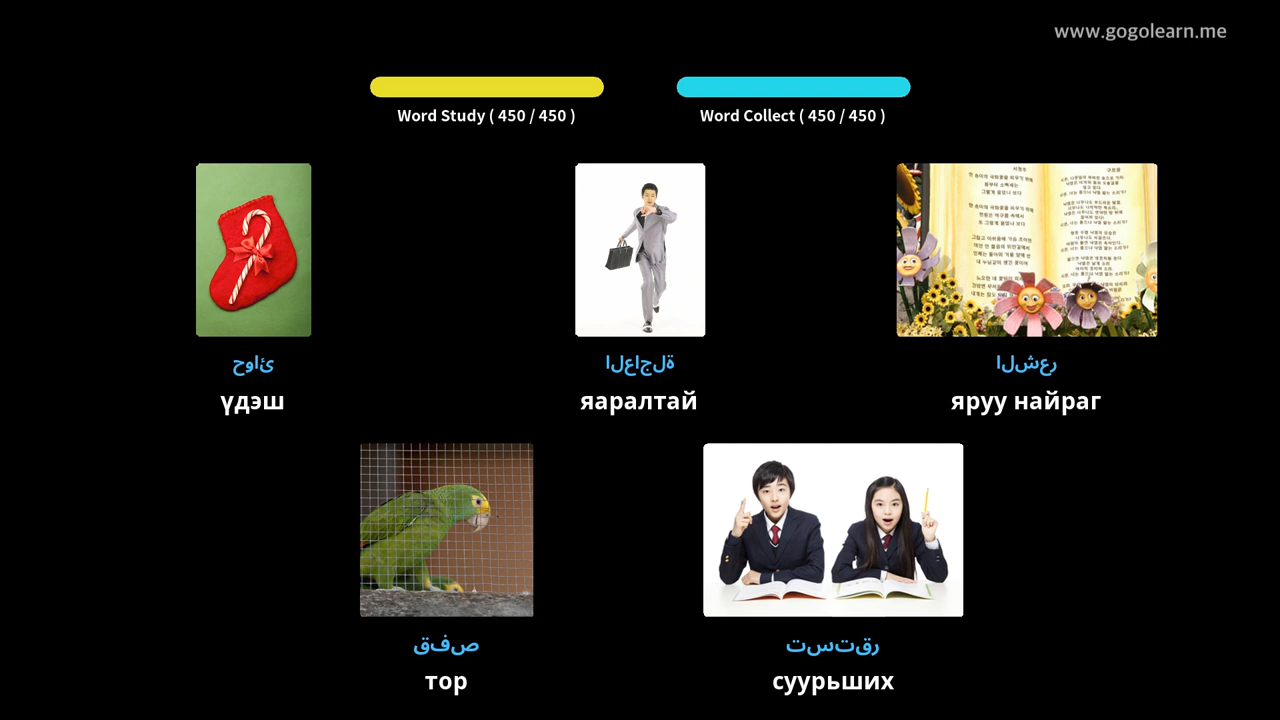 www.gogolearn.me
Word Study ( 450 / 450 )
Word Collect ( 450 / 450 )
حوائ
үдэш
العاجلة
яаралтай
الشعر
яруу найраг
قفص
тор
تستقر
суурьших